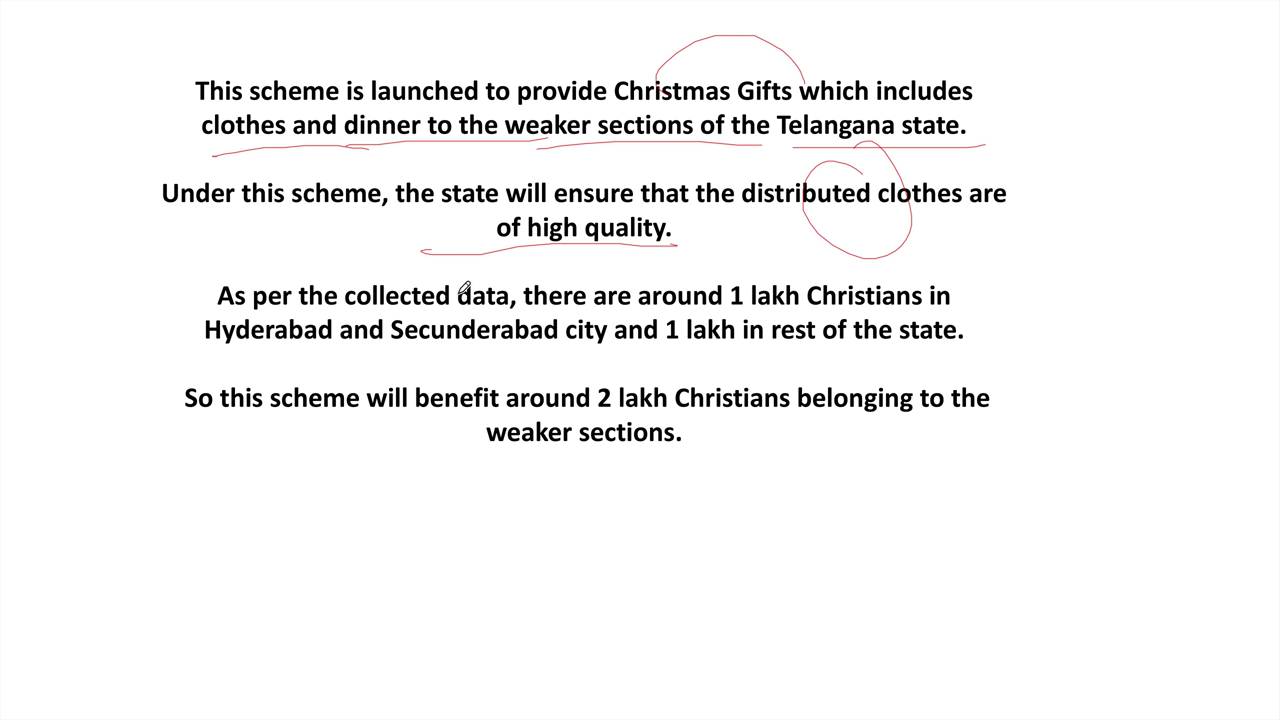 This scheme is launched to provide Christmas Gifts which includes
clothes and dinner to the weaker sections of the Telangana state.
Under this scheme, the state will ensure that the distributed clothes are
of high quality.
As per the collected data, there are around 1 lakh Christians in
Hyderabad and Secunderabad city and 1 lakh in rest of the state.
So this scheme will benefit around 2 lakh Christians belonging to the
weaker sections.